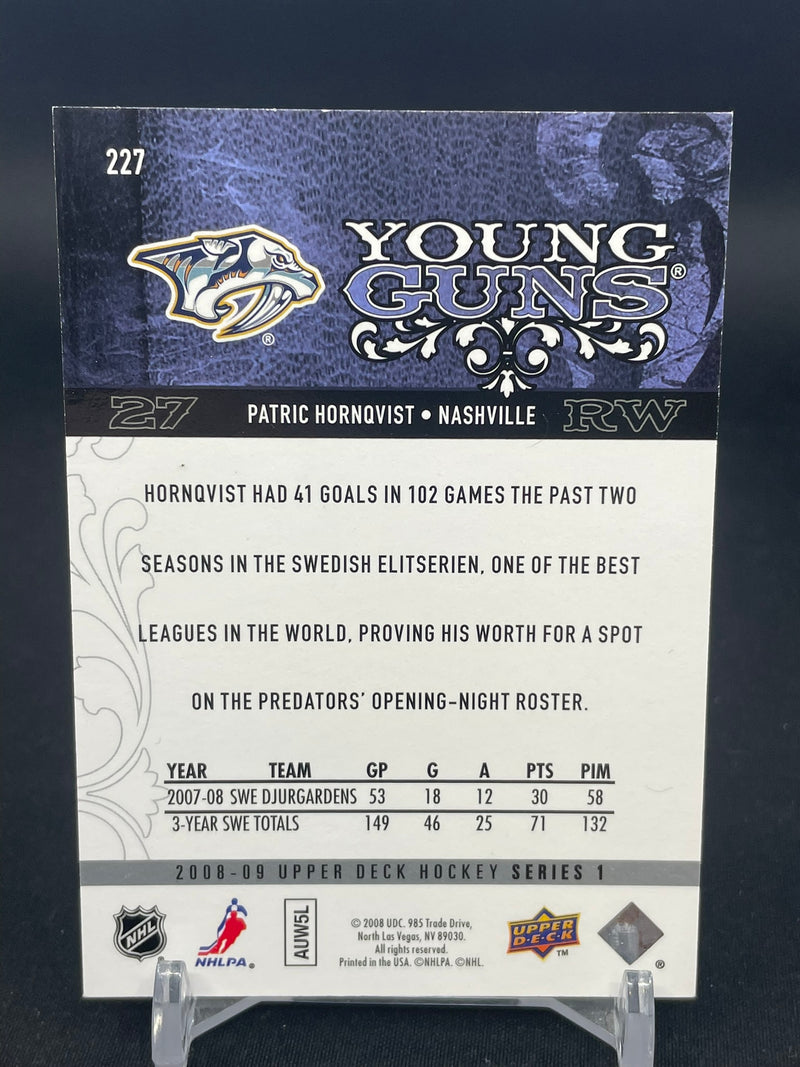 227
YOUNG
GUNS®
27 PATRIC HORNQVIST • NASHVILLE RW
HORNQVIST HAD 41 GOALS IN 102 GAMES THE PAST TWO
SEASONS IN THE SWEDISH ELITSERIEN, ONE OF THE BEST
LEAGUES IN THE WORLD, PROVING HIS WORTH FOR A SPOT
ON THE PREDATORS' OPENING-NIGHT ROSTER.
YEAR TEAM GP G A PTS PIM
2007-08 SWE DJURGARDENS 53 18 12 30 58
3-YEAR SWE TOTALS 149 46 25 71 132
2008-09 UPPER DECK HOCKEY SERIES 1
NHL
NHLPA®
AUW5L
© 2008 UDC. 985 Trade Drive,
North Las Vegas, NV 89030.
All rights reserved.
Printed in the USA. ©NHLPA. ©NHL.
UPPER
D·E·C·K
™
®